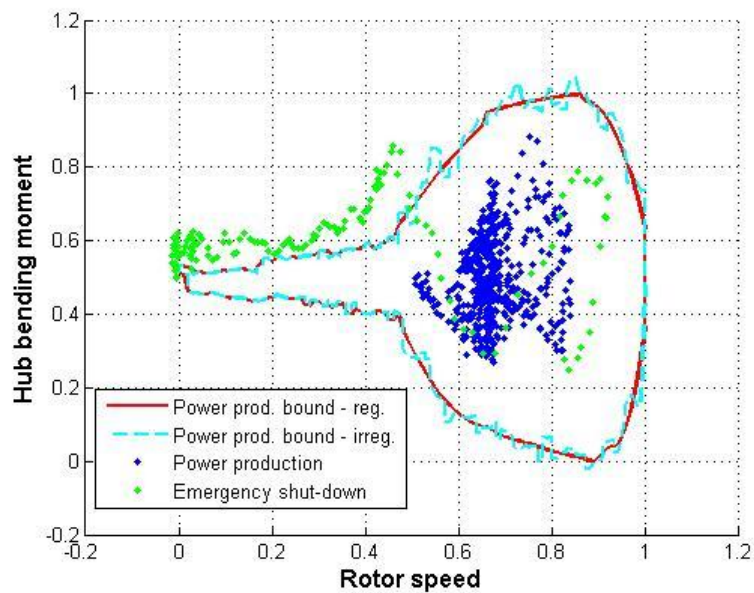 1.2
1
0.8
0.6
0.4
0.2
0
-0.2
Hub bending moment
Power prod. bound - reg.
Power prod. bound - irreg.
Power production
Emergency shut-down
-0.2 0 0.2 0.4 0.6 0.8 1 1.2
Rotor speed